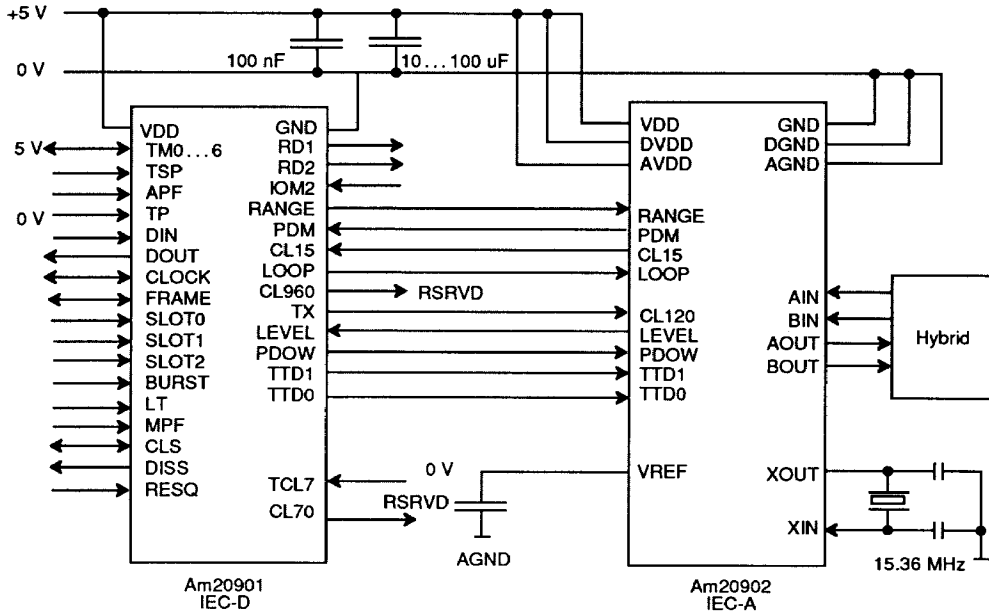 +5 V
100 nF
10...100 uF
0 V
VDD
TM0...6
5 V
TSP
APF
TP
0 V
DIN
DOUT
CLOCK
FRAME
SLOT0
SLOT1
SLOT2
BURST
LT
MPF
CLS
DISS
RESQ
GND
RD1
RD2
IOM2
RANGE
PDM
CL15
LOOP
CL960
RSRVD
TX
LEVEL
PDOW
TTD1
TTD0
TCL7
0 V
CL70
RSRVD
AGND
Am20901
IEC-D
VDD
DVDD
AVDD
RANGE
PDM
CL15
LOOP
CL120
LEVEL
PDOW
TTD1
TTD0
VREF
GND
DGND
AGND
AIN
BIN
AOUT
BOUT
Hybrid
XOUT
XIN
15.36 MHz
Am20902
IEC-A